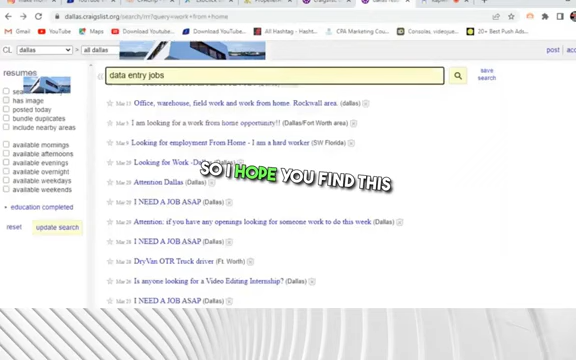 dallas.craigslist.org/search/rrr?query=work+from+home
Gmail YouTube Maps Download YouTube... Download YouTube... All Hashtag - Hashta... CPA Marketing Cou... 20+ Best Push Ads...
CL dallas > all dallas post acc
resumes
data entry jobs
save search
has image
posted today
bundle duplicates
include nearby areas
available mornings
available afternoons
available evenings
available overnight
available weekdays
available weekends
education completed
reset update search
Office, warehouse, field work and work from home Rockwall area. (dallas)
I am looking for a work from home opportunity!! (Dallas/Fort Worth area)
Looking for employment From Home - I am a hard worker (SW Florida)
Looking for Work -Dallas
Attention Dallas (Dallas)
I NEED A JOB ASAP (Dallas)
Attention, if you have any openings looking for someone work to do this week (Dallas)
I NEED A JOB ASAP (Dallas)
DryVan OTR Truck driver (Ft. Worth)
Is anyone looking for a Video Editing Internship? (Dallas)
I NEED A JOB ASAP (Dallas)
SO I HOPE YOU FIND THIS